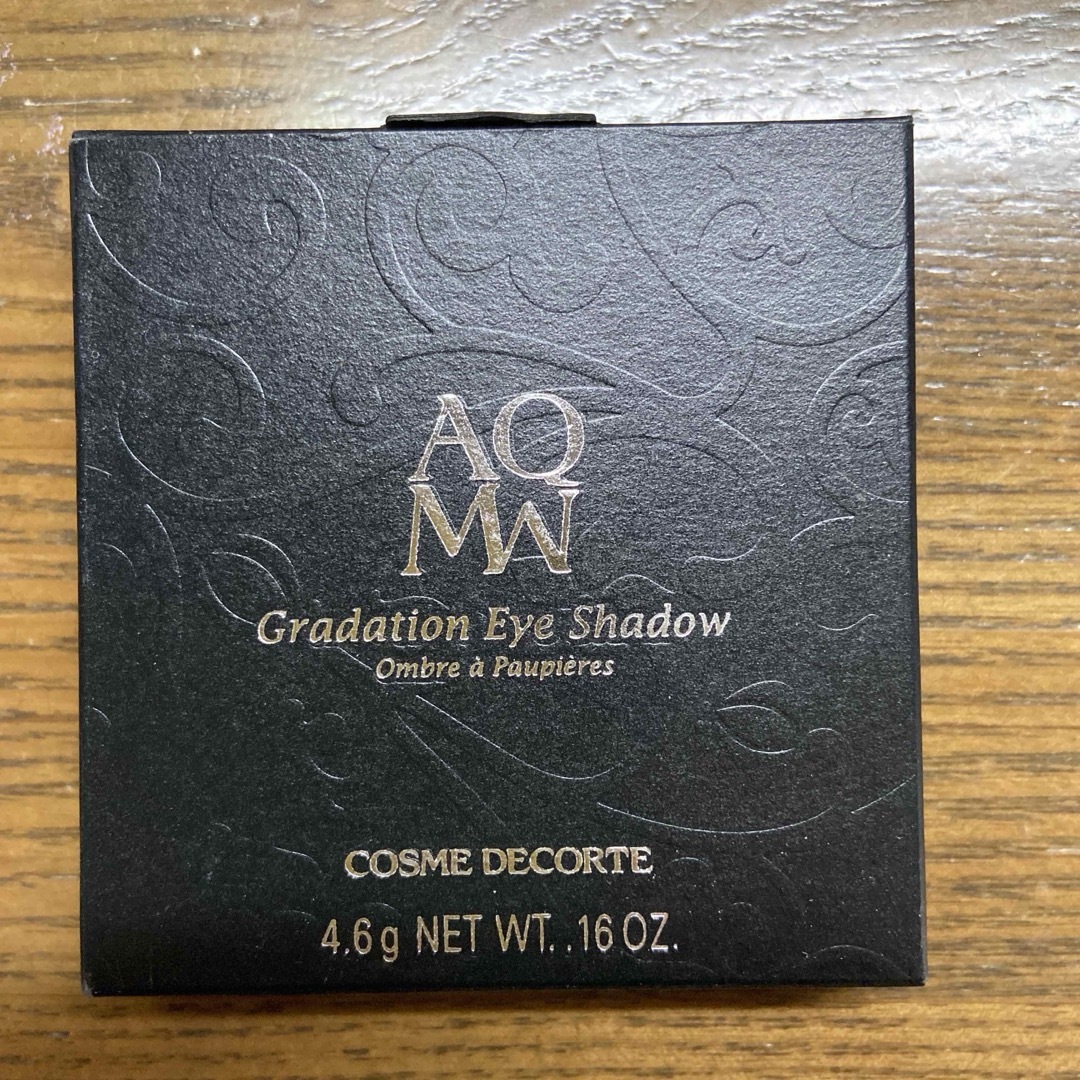 AQ
MW
Gradation Eye Shadow
Ombre à Paupières
COSME DECORTE
4.6g NET WT. .16 OZ.